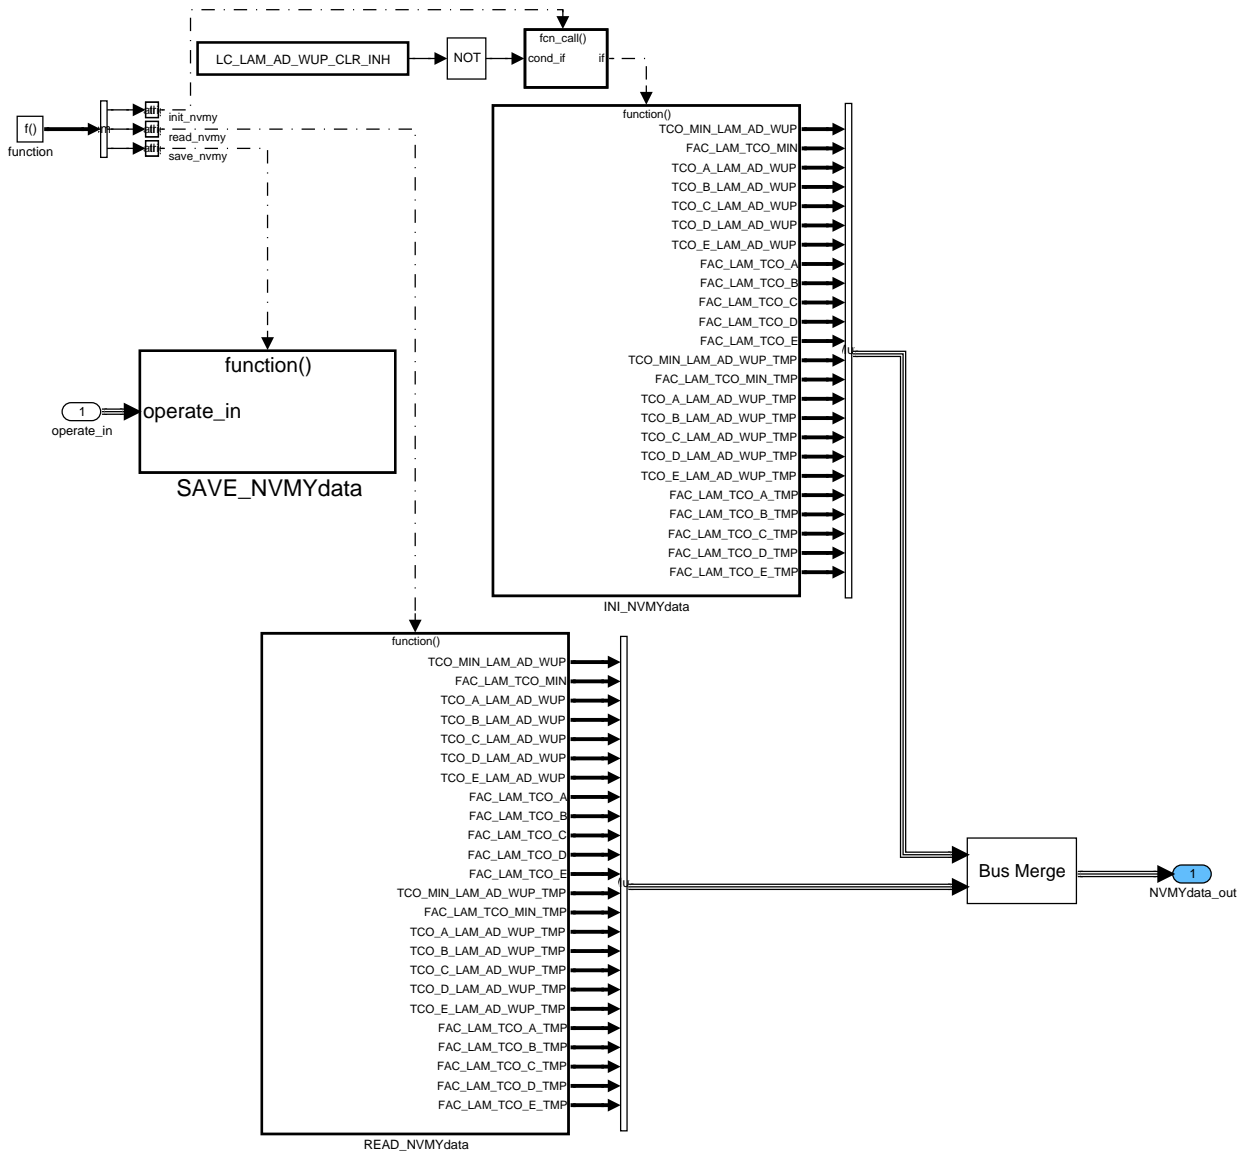 fcn_call()
LC_LAM_AD_WUP_CLR_INH
NOT
cond_if
if
f()
function
init_nvmy
read_nvmy
save_nvmy
function()
TCO_MIN_LAM_AD_WUP
FAC_LAM_TCO_MIN
TCO_A_LAM_AD_WUP
TCO_B_LAM_AD_WUP
TCO_C_LAM_AD_WUP
TCO_D_LAM_AD_WUP
TCO_E_LAM_AD_WUP
FAC_LAM_TCO_A
FAC_LAM_TCO_B
FAC_LAM_TCO_C
FAC_LAM_TCO_D
FAC_LAM_TCO_E
TCO_MIN_LAM_AD_WUP_TMP
FAC_LAM_TCO_MIN_TMP
TCO_A_LAM_AD_WUP_TMP
TCO_B_LAM_AD_WUP_TMP
TCO_C_LAM_AD_WUP_TMP
TCO_D_LAM_AD_WUP_TMP
TCO_E_LAM_AD_WUP_TMP
FAC_LAM_TCO_A_TMP
FAC_LAM_TCO_B_TMP
FAC_LAM_TCO_C_TMP
FAC_LAM_TCO_D_TMP
FAC_LAM_TCO_E_TMP
INI_NVMYdata
function()
1
operate_in
operate_in
SAVE_NVMYdata
function()
TCO_MIN_LAM_AD_WUP
FAC_LAM_TCO_MIN
TCO_A_LAM_AD_WUP
TCO_B_LAM_AD_WUP
TCO_C_LAM_AD_WUP
TCO_D_LAM_AD_WUP
TCO_E_LAM_AD_WUP
FAC_LAM_TCO_A
FAC_LAM_TCO_B
FAC_LAM_TCO_C
FAC_LAM_TCO_D
FAC_LAM_TCO_E
TCO_MIN_LAM_AD_WUP_TMP
FAC_LAM_TCO_MIN_TMP
TCO_A_LAM_AD_WUP_TMP
TCO_B_LAM_AD_WUP_TMP
TCO_C_LAM_AD_WUP_TMP
TCO_D_LAM_AD_WUP_TMP
TCO_E_LAM_AD_WUP_TMP
FAC_LAM_TCO_A_TMP
FAC_LAM_TCO_B_TMP
FAC_LAM_TCO_C_TMP
FAC_LAM_TCO_D_TMP
FAC_LAM_TCO_E_TMP
READ_NVMYdata
Bus Merge
1
NVMYdata_out